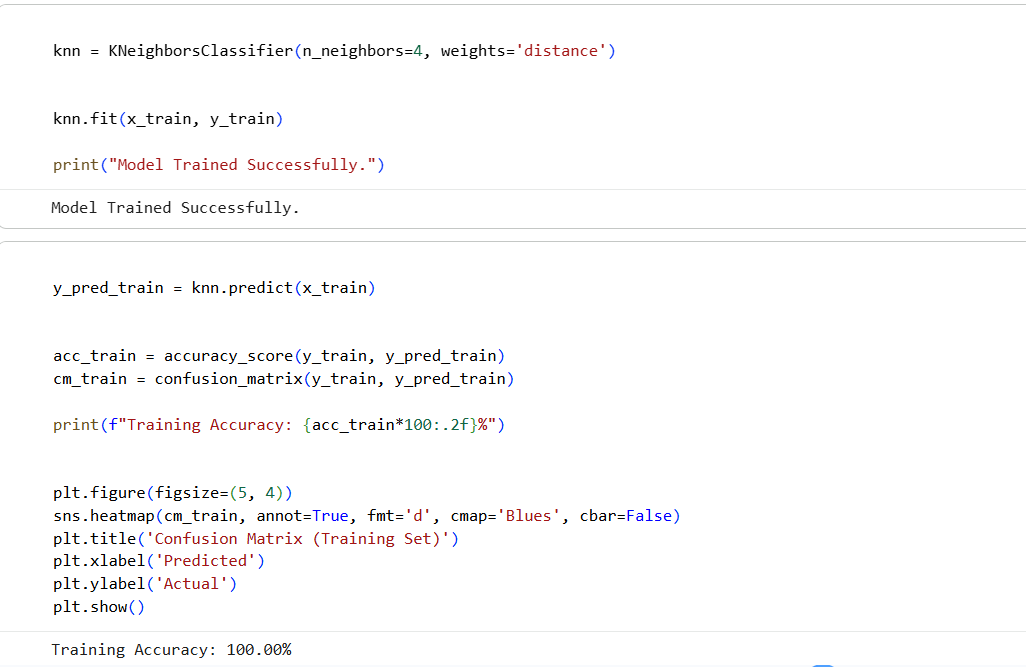 knn = KNeighborsClassifier(n_neighbors=4, weights='distance')
knn.fit(x_train, y_train)
print("Model Trained Successfully.")
Model Trained Successfully.
y_pred_train = knn.predict(x_train)
acc_train = accuracy_score(y_train, y_pred_train)
cm_train = confusion_matrix(y_train, y_pred_train)
print(f"Training Accuracy: {acc_train*100:.2f}%")
plt.figure(figsize=(5, 4))
sns.heatmap(cm_train, annot=True, fmt='d', cmap='Blues', cbar=False)
plt.title('Confusion Matrix (Training Set)')
plt.xlabel('Predicted')
plt.ylabel('Actual')
plt.show()
Training Accuracy: 100.00%